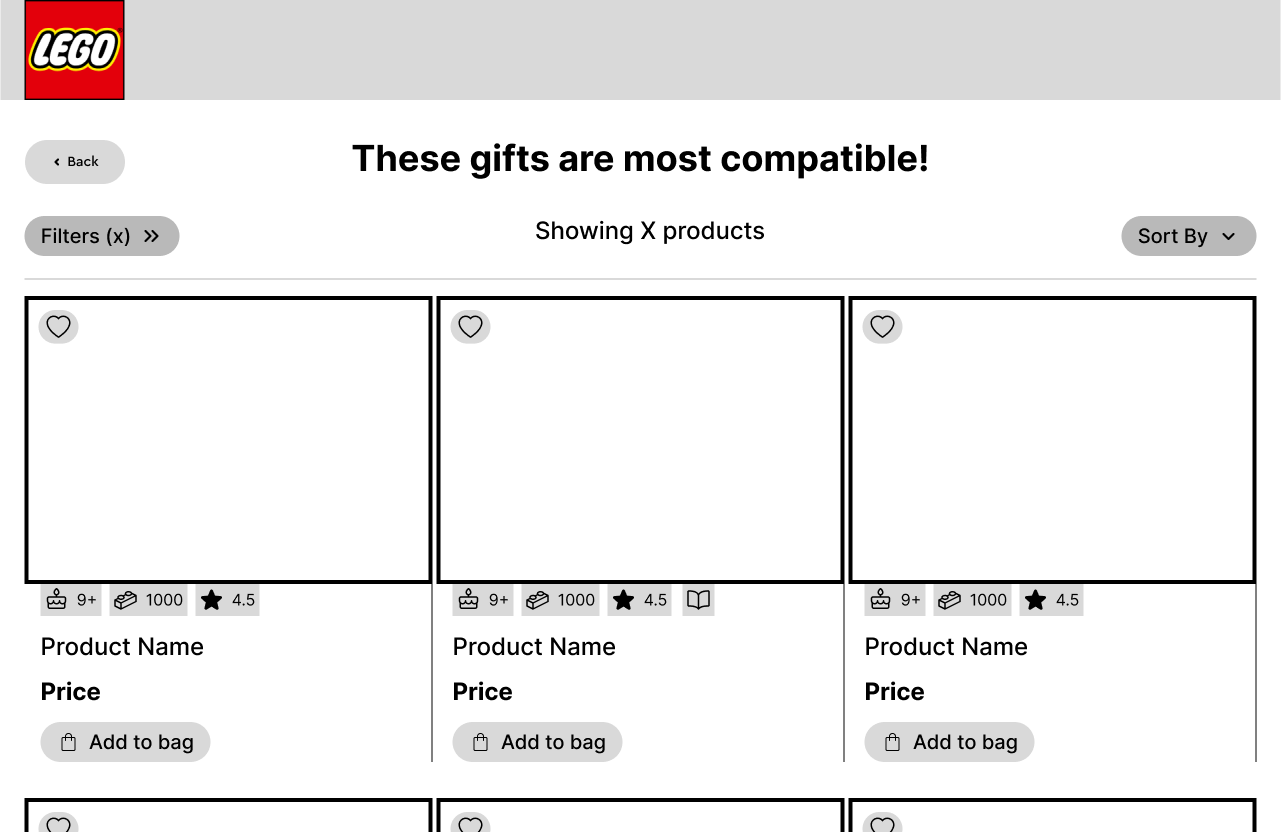 LEGO
Back
These gifts are most compatible!
Filters (x)
Showing X products
Sort By
9+ 1000 4.5
9+ 1000 4.5
9+ 1000 4.5
Product Name
Product Name
Product Name
Price
Price
Price
Add to bag
Add to bag
Add to bag